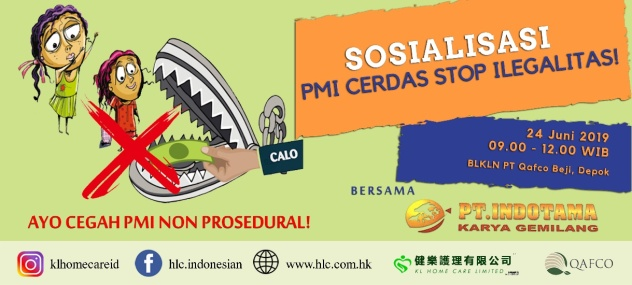 SOSIALISASI
PMI CERDAS STOP ILEGALITAS!
24 Juni 2019
09.00 - 12.00 WIB
BLKLN PT Qafco Beji, Depok
CALO
BERSAMA
PT.INDOTAMA
KARYA GEMILANG
AYO CEGAH PMI NON PROSEDURAL!
klhomecareid
hlc.indonesian
www.hlc.com.hk
健樂護理有限公司
KL HOME CARE LIMITED
QAFCO